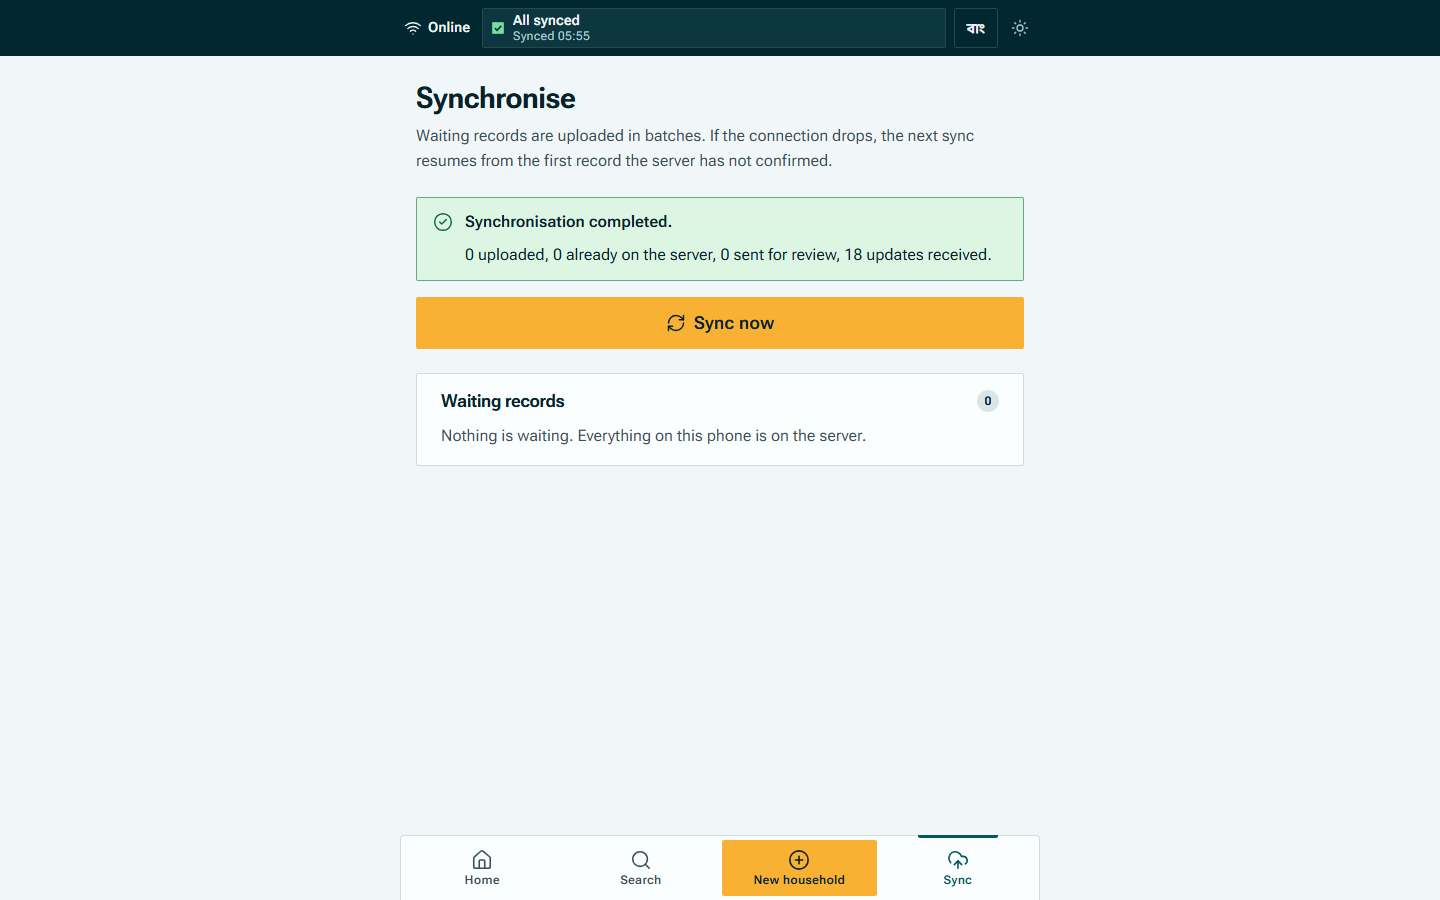 Online
All synced
Synced 05:55
বাং
Synchronise
Waiting records are uploaded in batches. If the connection drops, the next sync
resumes from the first record the server has not confirmed.
Synchronisation completed.
0 uploaded, 0 already on the server, 0 sent for review, 18 updates received.
Sync now
Waiting records
0
Nothing is waiting. Everything on this phone is on the server.
Home
Search
New household
Sync